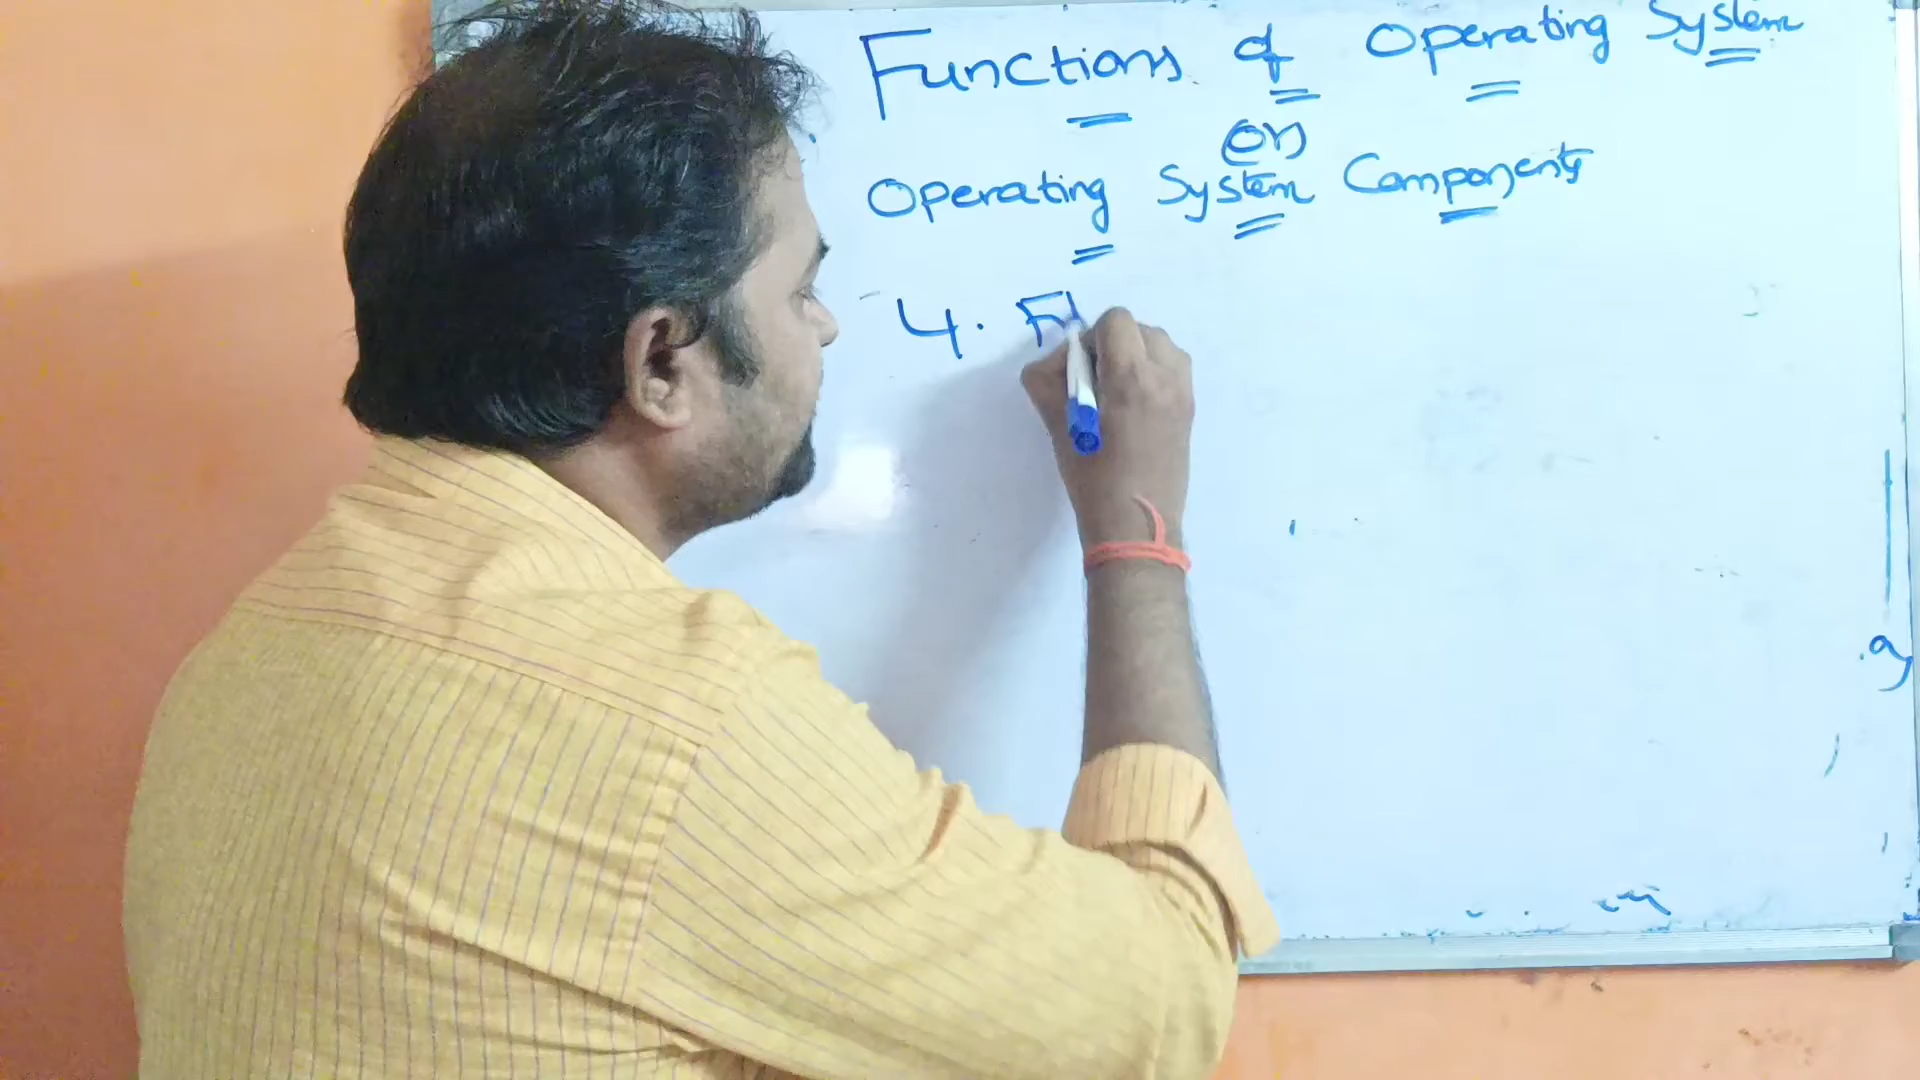 Functions of Operating System
(or)
Operating System Components
4. Fi